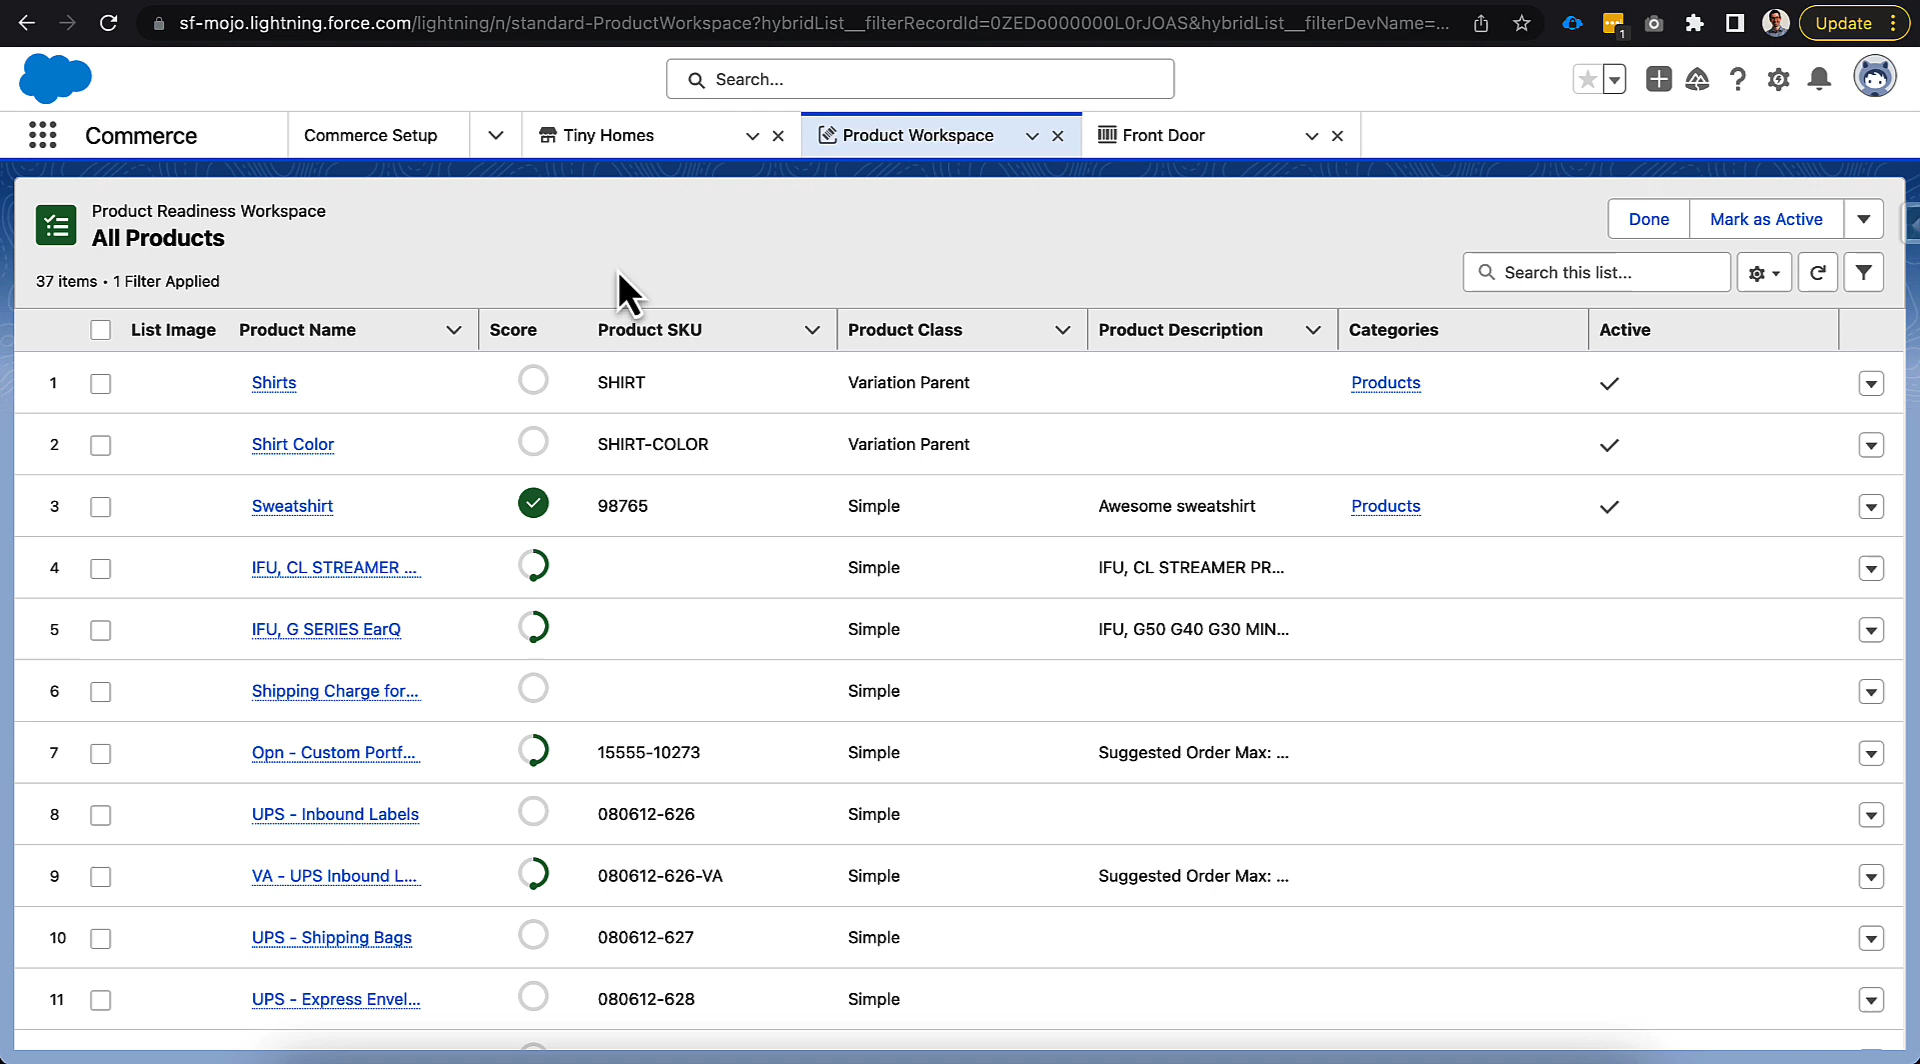 sf-mojo.lightning.force.com/lightning/n/standard-ProductWorkspace?hybridList__filterRecordId=0ZEDo000000L0rJOAS&hybridList__filterDevName=...
1
Update
Search...
Commerce
Commerce Setup
Tiny Homes
Product Workspace
Front Door
Product Readiness Workspace
All Products
Done
Mark as Active
37 items • 1 Filter Applied
Search this list...
List Image Product Name Score Product SKU Product Class Product Description Categories Active
1 Shirts SHIRT Variation Parent Products
2 Shirt Color SHIRT-COLOR Variation Parent
3 Sweatshirt 98765 Simple Awesome sweatshirt Products
4 IFU, CL STREAMER ... Simple IFU, CL STREAMER PR...
5 IFU, G SERIES EarQ Simple IFU, G50 G40 G30 MIN...
6 Shipping Charge for... Simple
7 Opn - Custom Portf... 15555-10273 Simple Suggested Order Max: ...
8 UPS - Inbound Labels 080612-626 Simple
9 VA - UPS Inbound L... 080612-626-VA Simple Suggested Order Max: ...
10 UPS - Shipping Bags 080612-627 Simple
11 UPS - Express Envel... 080612-628 Simple